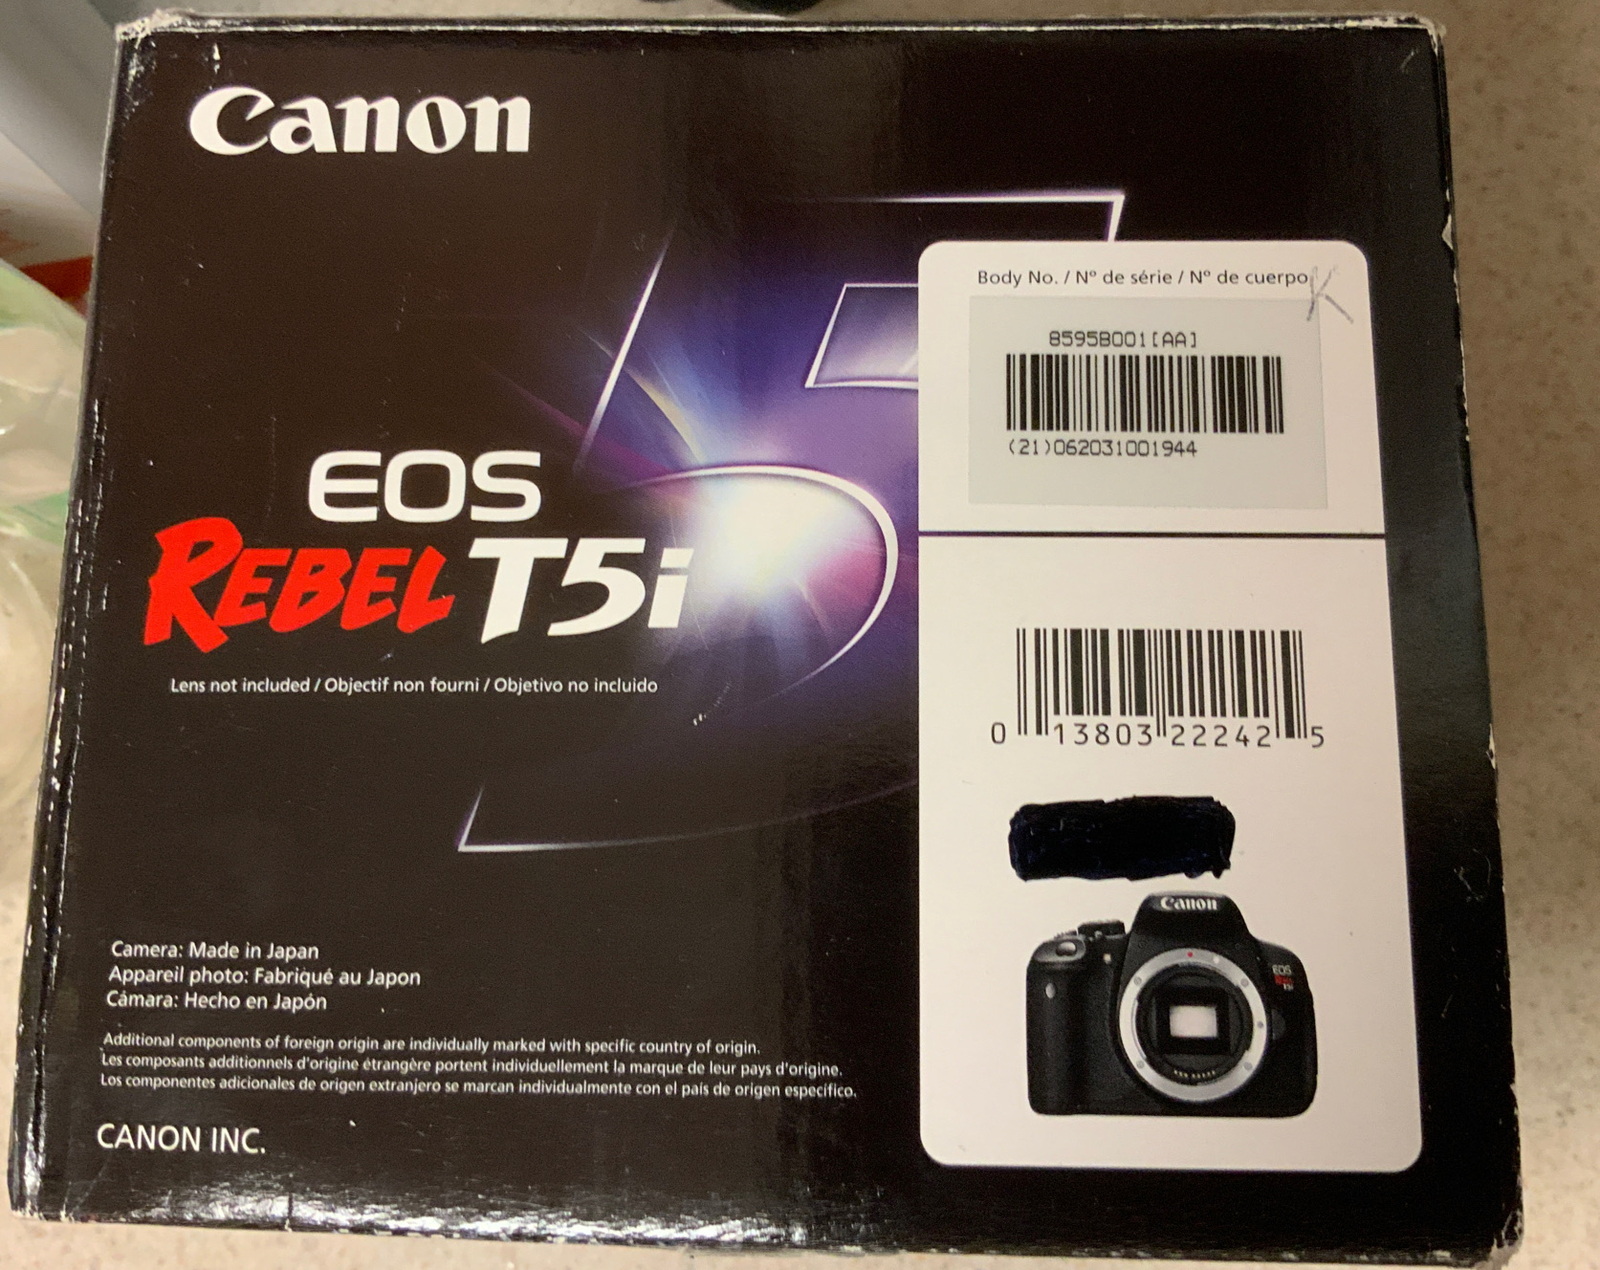 Canon
EOS
REBEL T5i
Lens not included / Objectif non fourni / Objetivo no incluido
Camera: Made in Japan
Appareil photo: Fabriqué au Japon
Cámara: Hecho en Japón
Additional components of foreign origin are individually marked with specific country of origin.
Les composants additionnels d'origine étrangère portent individuellement la marque de leur pays d'origine.
Los componentes adicionales de origen extranjero se marcan individualmente con el país de origen específico.
CANON INC.
Body No. / Nº de série / Nº de cuerpo
K
8595B001[AA]
(21)062031001944
0 13803 22242 5
Canon
EOS
REBEL
T5i